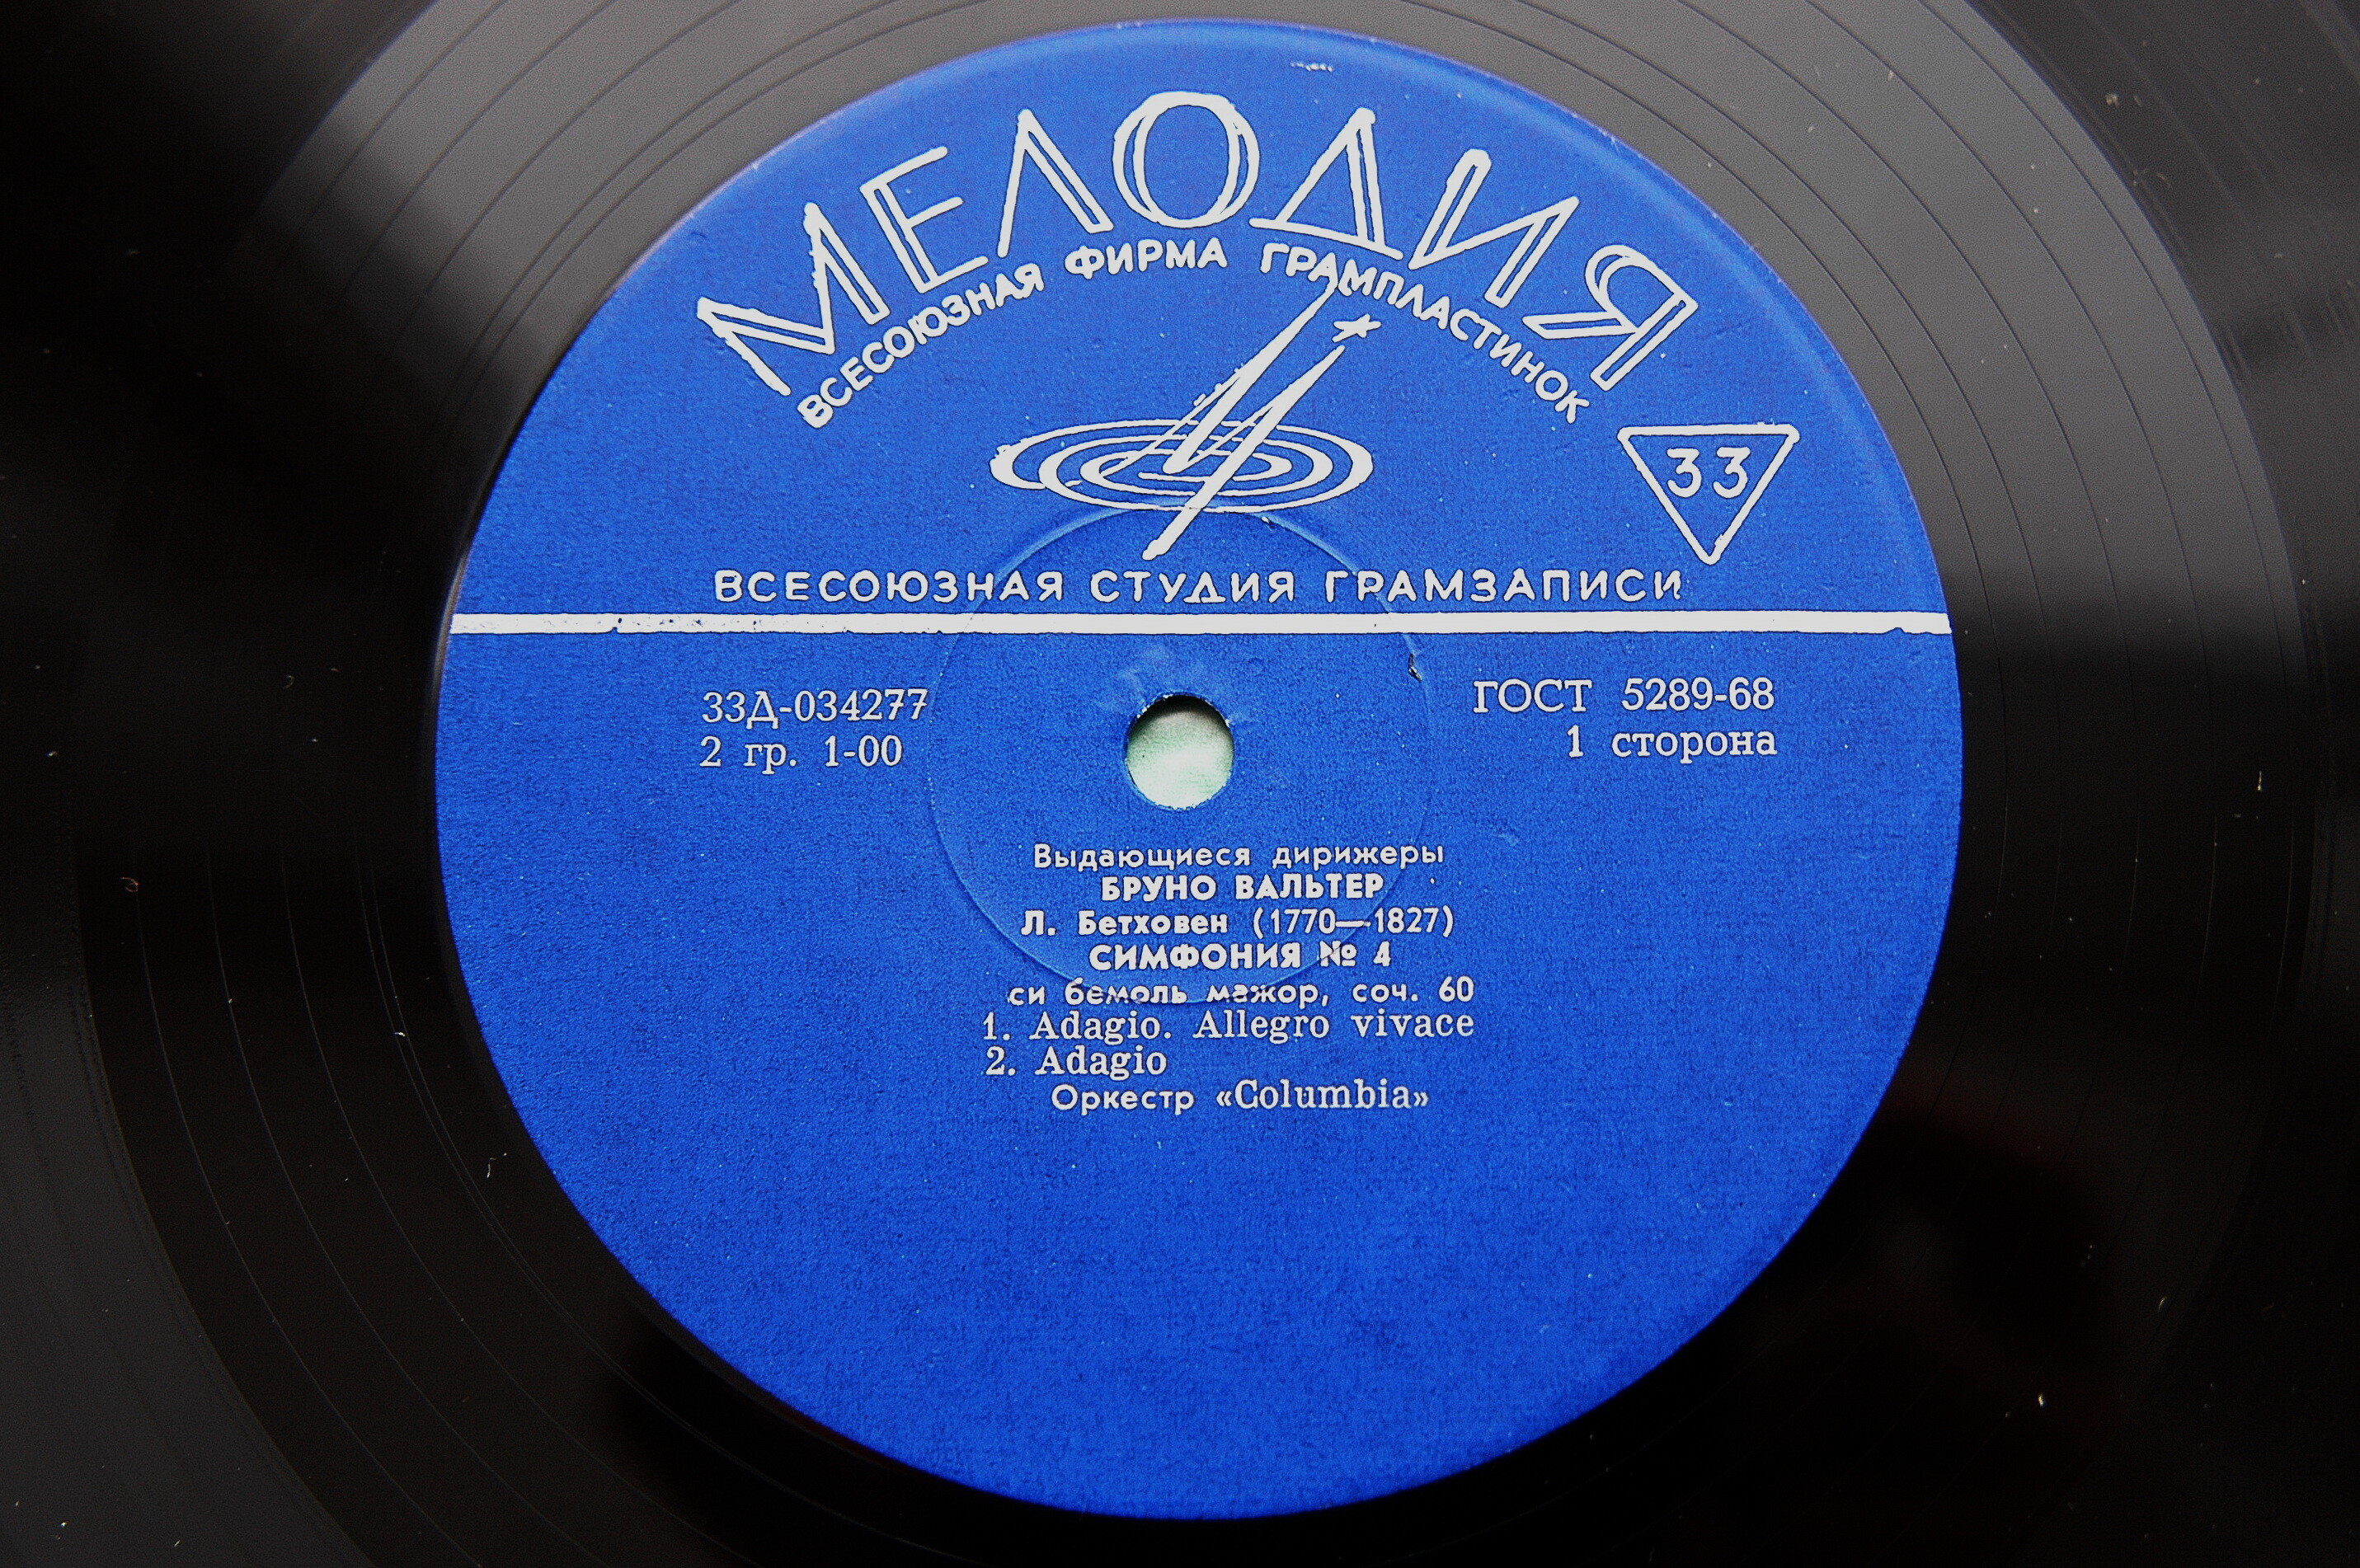 МЕЛОДИЯ
ВСЕСОЮЗНАЯ ФИРМА ГРАМПЛАСТИНОК
33
ВСЕСОЮЗНАЯ СТУДИЯ ГРАМЗАПИСИ
33Д-034277
2 гр. 1-00
ГОСТ 5289-68
1 сторона
Выдающиеся дирижеры
БРУНО ВАЛЬТЕР
Л. Бетховен (1770—1827)
СИМФОНИЯ № 4
си бемоль мажор, соч. 60
1. Adagio. Allegro vivace
2. Adagio
Оркестр «Columbia»